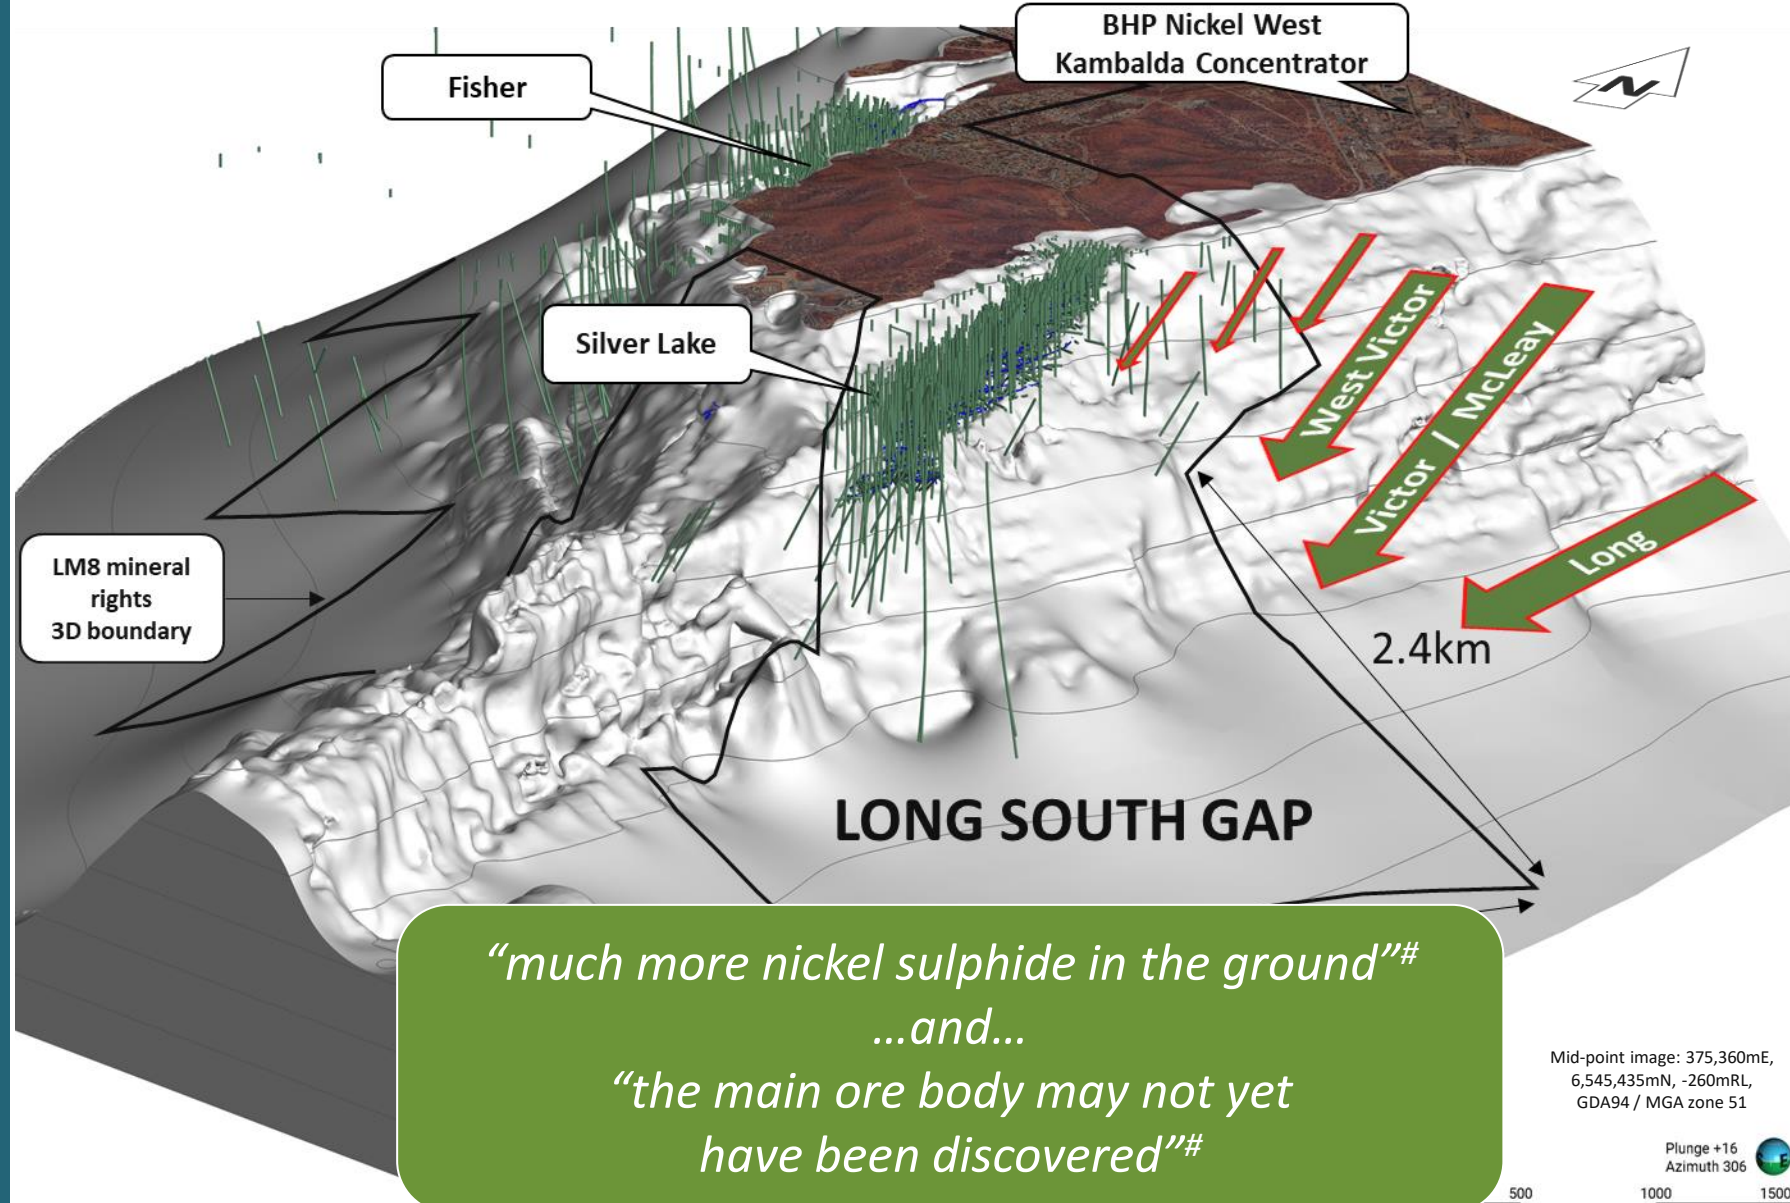 BHP Nickel West
Kambalda Concentrator
Fisher
N
Silver Lake
West Victor
Victor / McLeay
Long
LM8 mineral
rights
3D boundary
2.4km
LONG SOUTH GAP
“much more nickel sulphide in the ground”#
...and...
“the main ore body may not yet
have been discovered”#
Mid-point image: 375,360mE,
6,545,435mN, -260mRL,
GDA94 / MGA zone 51
Plunge +16
Azimuth 306
500 1000 1500